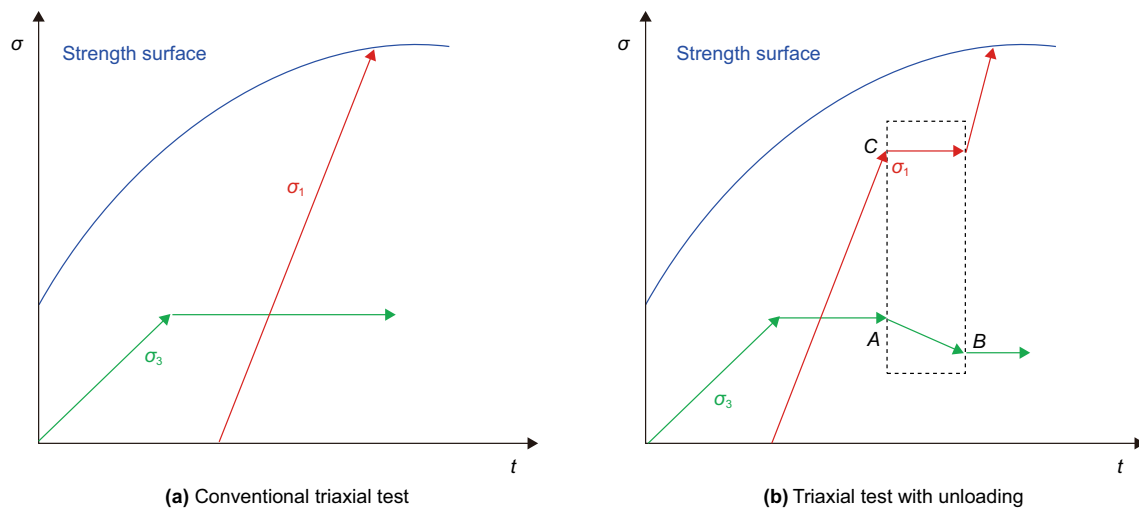 σ
Strength surface
σ₁
σ₃
t
(a) Conventional triaxial test
σ
Strength surface
C
σ₁
A
B
σ₃
t
(b) Triaxial test with unloading